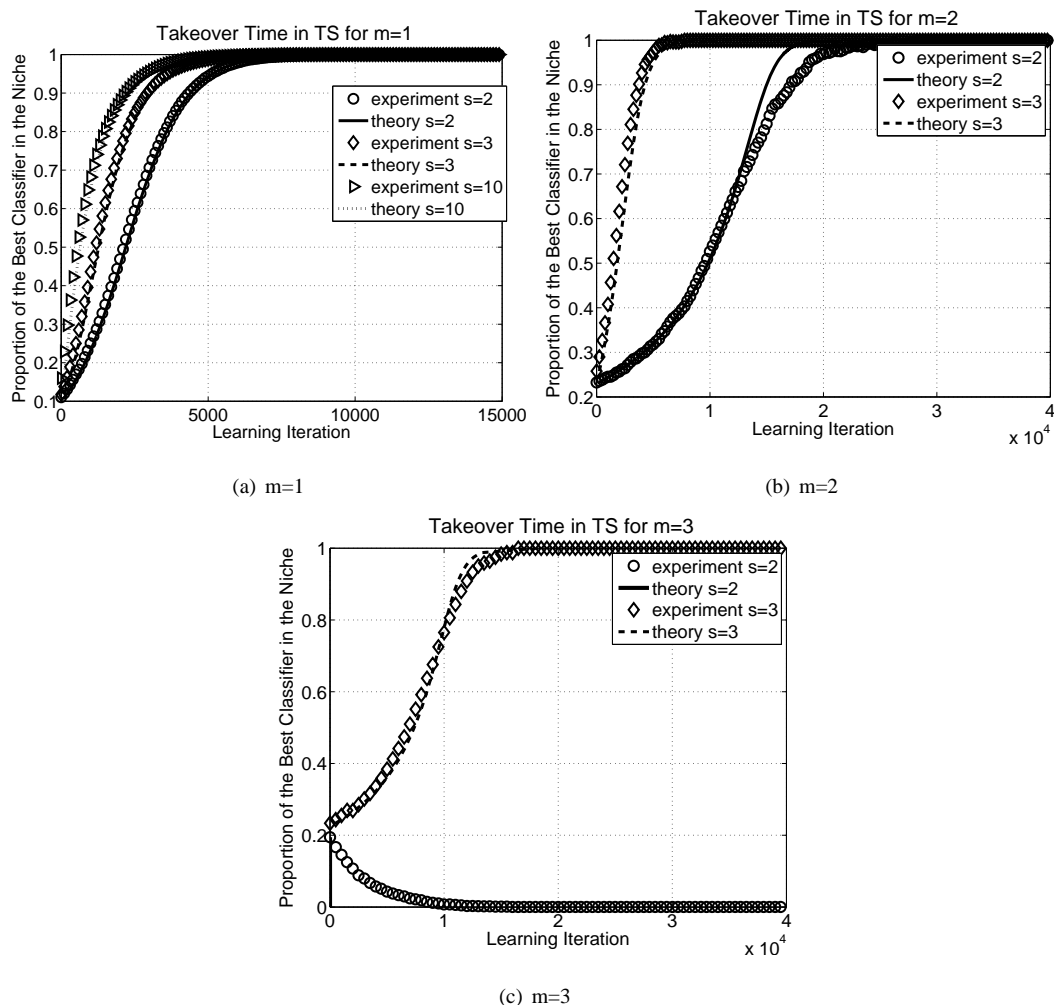 Takeover Time in TS for m=1
Proportion of the Best Classifier in the Niche
1
0.9
0.8
0.7
0.6
0.5
0.4
0.3
0.2
0.1
0
5000
10000
15000
Learning Iteration
experiment s=2
theory s=2
experiment s=3
theory s=3
experiment s=10
theory s=10
(a) m=1
Takeover Time in TS for m=2
Proportion of the Best Classifier in the Niche
1
0.9
0.8
0.7
0.6
0.5
0.4
0.3
0.2
0
1
2
3
4
x 10^4
Learning Iteration
experiment s=2
theory s=2
experiment s=3
theory s=3
(b) m=2
Takeover Time in TS for m=3
Proportion of the Best Classifier in the Niche
1
0.8
0.6
0.4
0.2
0
0
1
2
3
4
x 10^4
Learning Iteration
experiment s=2
theory s=2
experiment s=3
theory s=3
(c) m=3